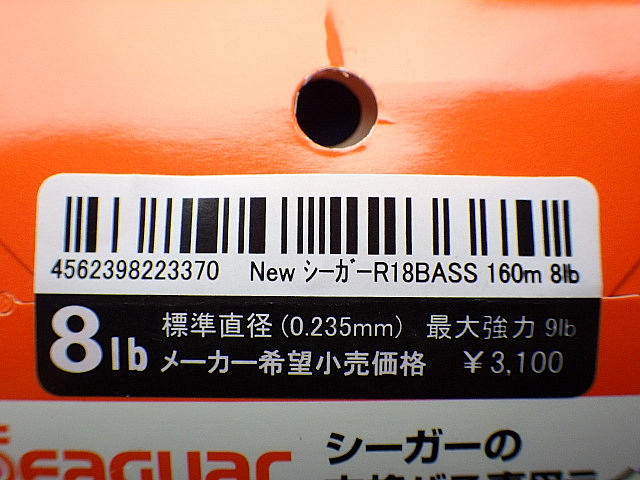 4562398223370 New シーガーR18BASS 160m 8lb
8lb
標準直径 (0.235mm) 最大強力 9lb
メーカー希望小売価格 ￥3,100
Seaguar
シーガーの